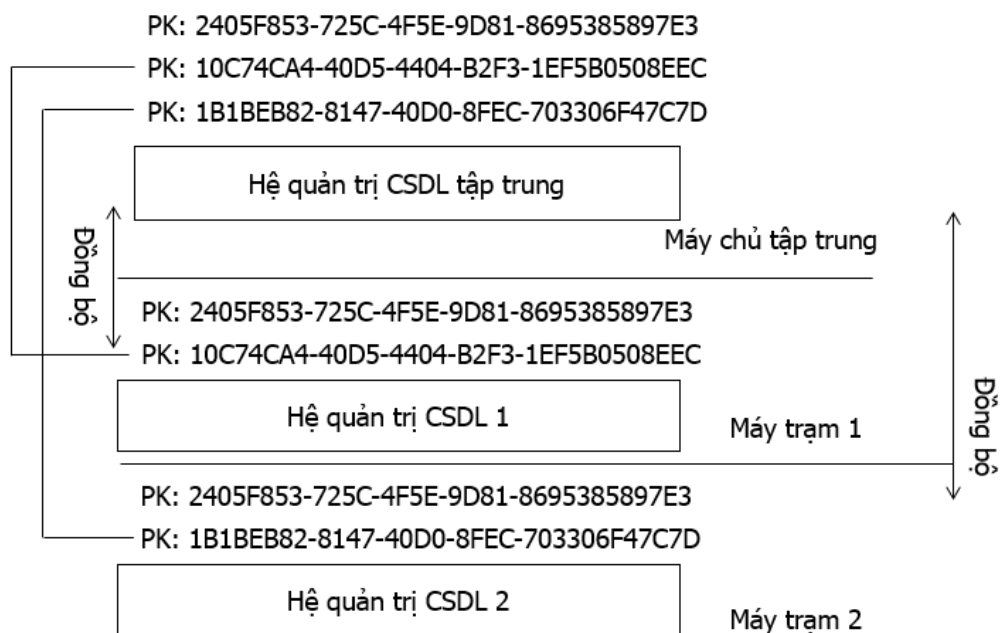 PK: 2405F853-725C-4F5E-9D81-8695385897E3
PK: 10C74CA4-40D5-4404-B2F3-1EF5B0508EEC
PK: 1B1BEB82-8147-40D0-8FEC-703306F47C7D
Hệ quản trị CSDL tập trung
Đồng bộ
Máy chủ tập trung
PK: 2405F853-725C-4F5E-9D81-8695385897E3
PK: 10C74CA4-40D5-4404-B2F3-1EF5B0508EEC
Hệ quản trị CSDL 1
Máy trạm 1
Đồng bộ
PK: 2405F853-725C-4F5E-9D81-8695385897E3
PK: 1B1BEB82-8147-40D0-8FEC-703306F47C7D
Hệ quản trị CSDL 2
Máy trạm 2